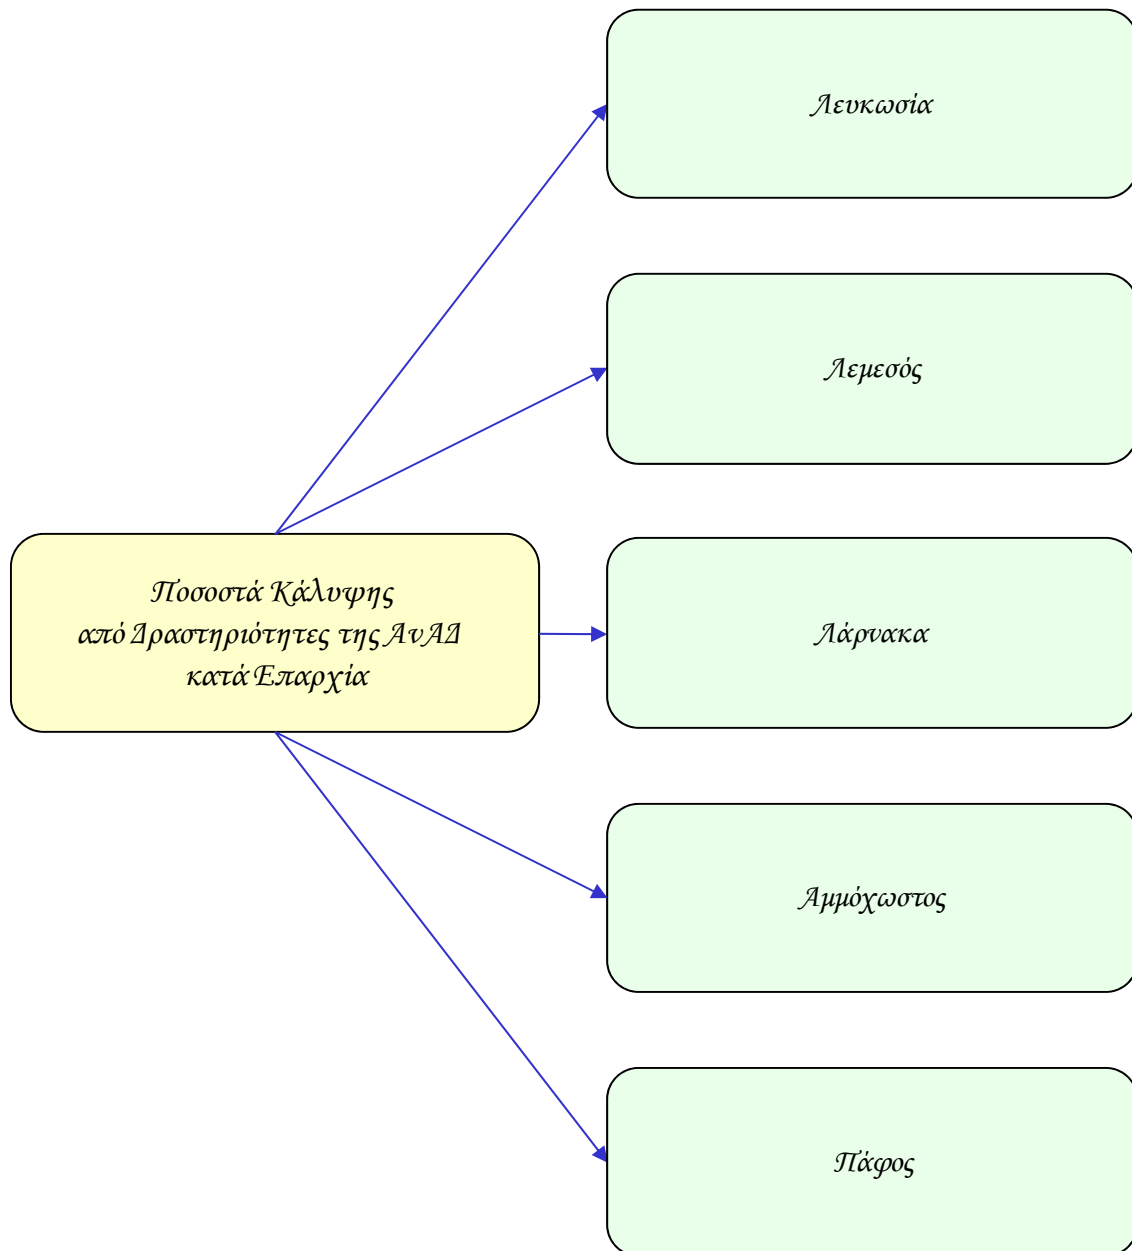 Λευκωσία
Λεμεσός
Ποσοστά Κάλυψης
από Δραστηριότητες της ΑνΑΔ
κατά Επαρχία
Λάρνακα
Αμμόχωστος
Πάφος